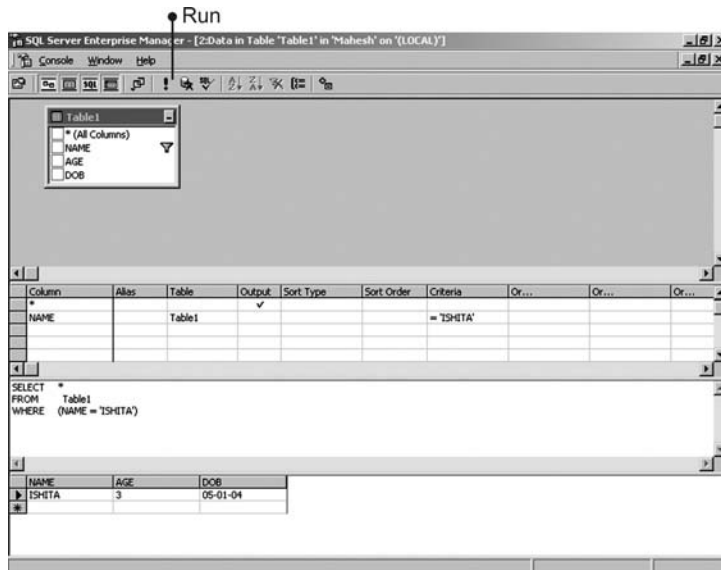 Run
SQL Server Enterprise Manager - [2:Data in Table 'Table1' in 'Mahesh' on '(LOCAL)']
Console Window Help
SQL
Table1
* (All Columns)
NAME
AGE
DOB
Column Alias Table Output Sort Type Sort Order Criteria Or... Or... Or...
*
NAME Table1 = 'ISHITA'
SELECT *
FROM Table1
WHERE (NAME = 'ISHITA')
NAME AGE DOB
ISHITA 3 05-01-04